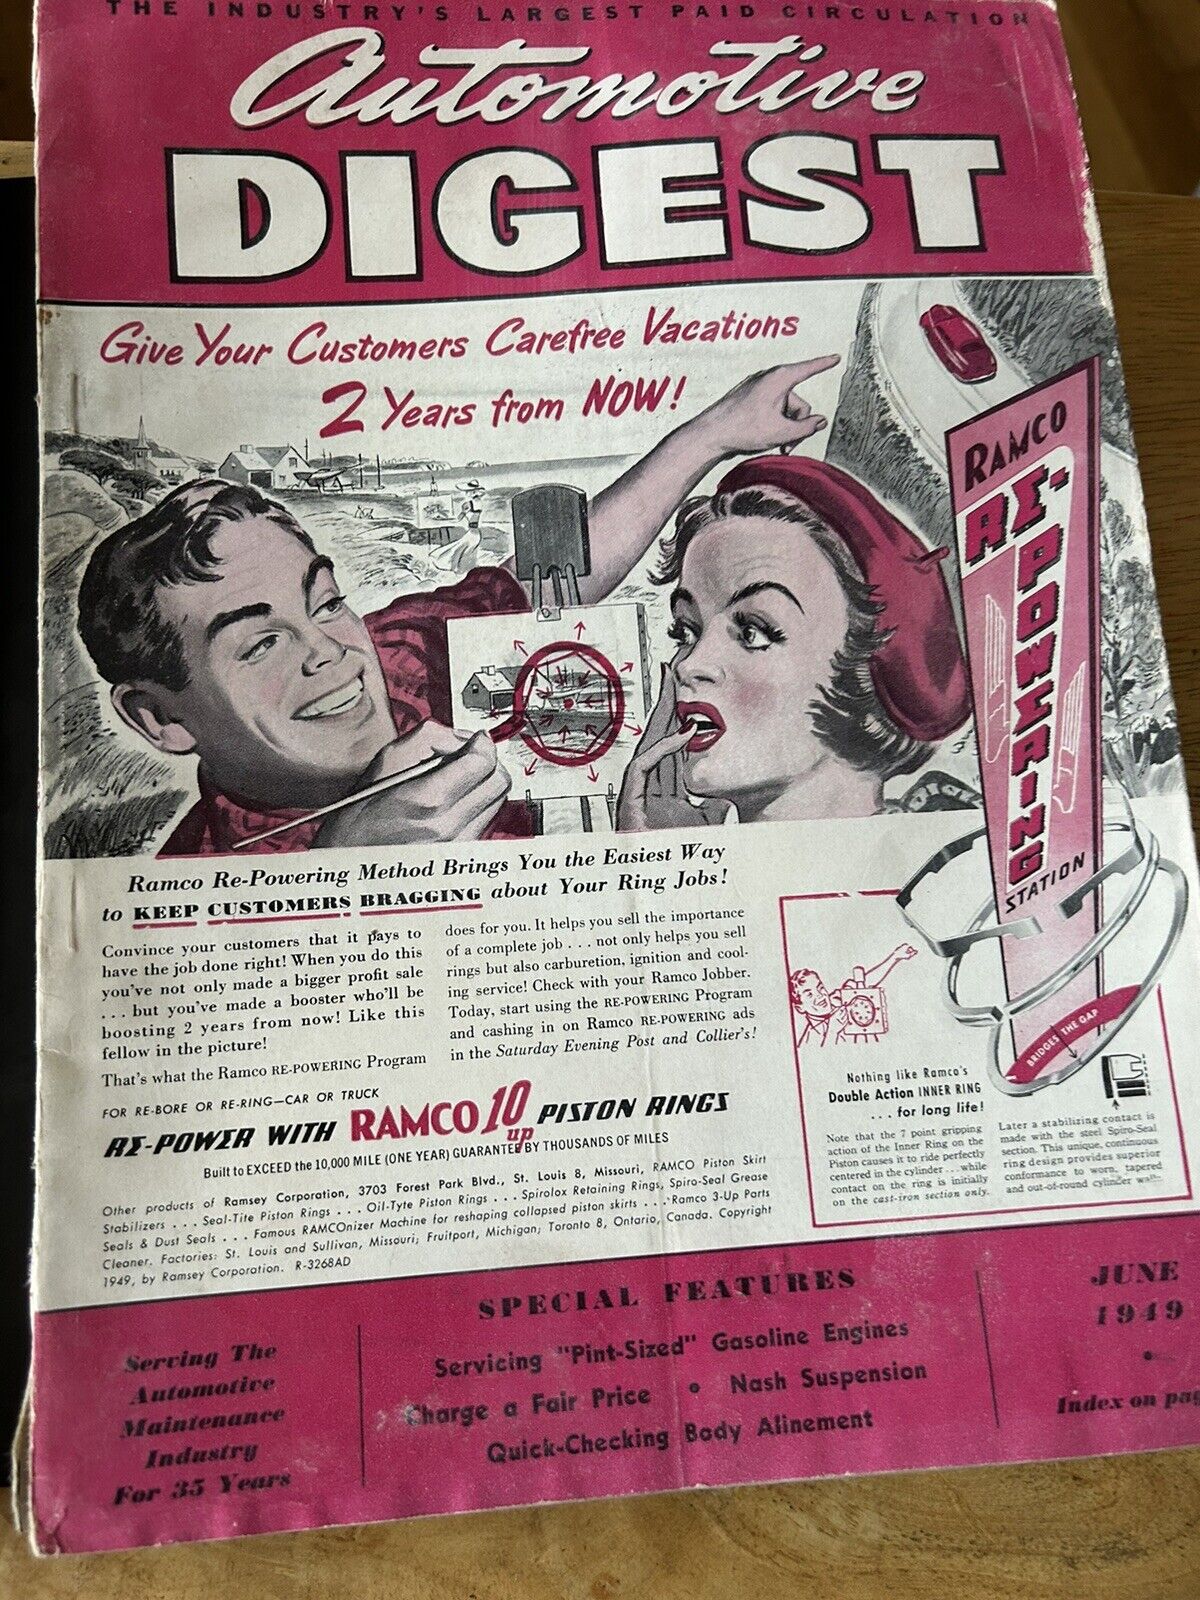 THE INDUSTRY'S LARGEST PAID CIRCULATION
Automotive
DIGEST
Give Your Customers Carefree Vacations
2 Years from NOW!
RAMCO
RE-POWERING
STATION
BRIDGES THE GAP
Ramco Re-Powering Method Brings You the Easiest Way
to KEEP CUSTOMERS BRAGGING about Your Ring Jobs!
Convince your customers that it pays to
have the job done right! When you do this
you've not only made a bigger profit sale
. . . but you've made a booster who'll be
boosting 2 years from now! Like this
fellow in the picture!
That's what the Ramco RE-POWERING Program
does for you. It helps you sell the importance
of a complete job . . . not only helps you sell
rings but also carburetion, ignition and cool-
ing service! Check with your Ramco Jobber.
Today, start using the RE-POWERING Program
and cashing in on Ramco RE-POWERING ads
in the Saturday Evening Post and Collier's!
FOR RE-BORE OR RE-RING—CAR OR TRUCK
RE-POWER WITH RAMCO 10 up PISTON RINGS
Built to EXCEED the 10,000 MILE (ONE YEAR) GUARANTEE BY THOUSANDS OF MILES
Other products of Ramsey Corporation, 3703 Forest Park Blvd., St. Louis 8, Missouri, RAMCO Piston Skirt
Stabilizers . . . Seal-Tite Piston Rings . . . Oil-Tyte Piston Rings . . . Spirolox Retaining Rings, Spiro-Seal Grease
Seals & Dust Seals . . . Famous RAMCOnizer Machine for reshaping collapsed piston skirts . . . Ramco 3-Up Parts
Cleaner. Factories: St. Louis and Sullivan, Missouri; Fruitport, Michigan; Toronto 8, Ontario, Canada. Copyright
1949, by Ramsey Corporation. R-3268AD
Nothing like Ramco's
Double Action INNER RING
. . . for long life!
Note that the 7 point gripping
action of the Inner Ring on the
Piston causes it to ride perfectly
centered in the cylinder . . . while
contact on the ring is initially
on the cast-iron section only.
Later a stabilizing contact is
made with the steel Spiro-Seal
section. This unique, continuous
ring design provides superior
conformance to worn, tapered
and out-of-round cylinder
Serving The
Automotive
Maintenance
Industry
For 35 Years
SPECIAL FEATURES
Servicing "Pint-Sized" Gasoline Engines
Charge a Fair Price • Nash Suspension
Quick-Checking Body Alinement
JUNE
1949
•
Index on